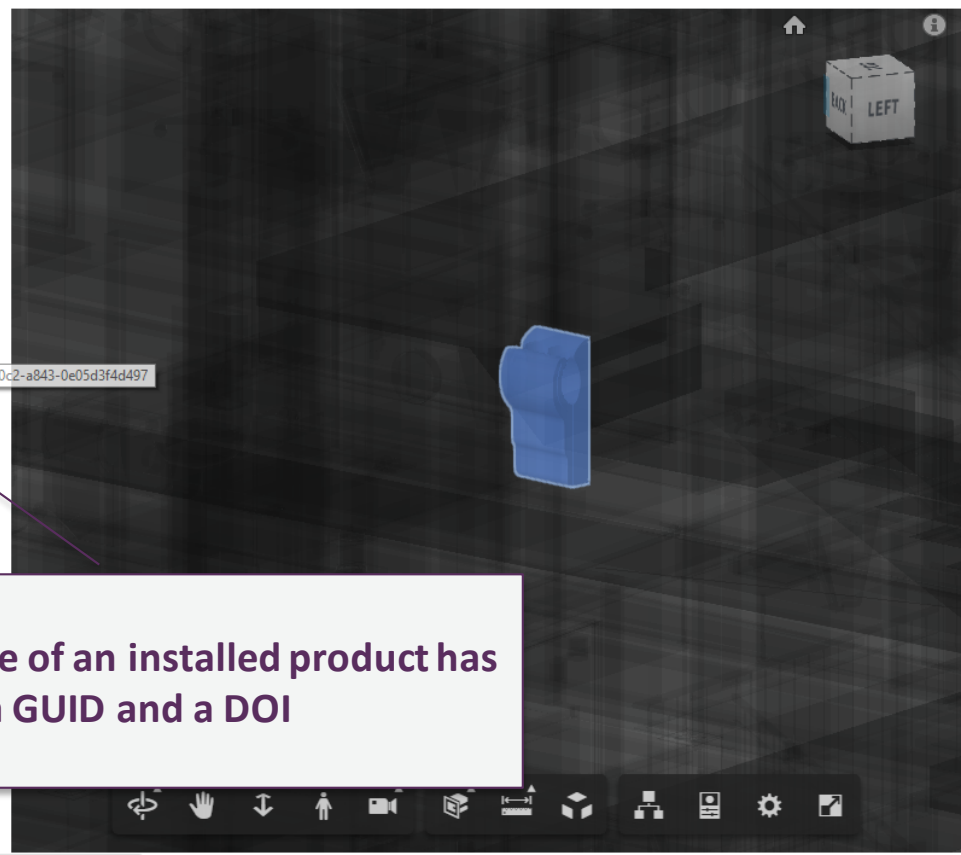 BACK
LEFT
0c2-a843-0e05d3f4d497
e of an installed product has
a GUID and a DOI